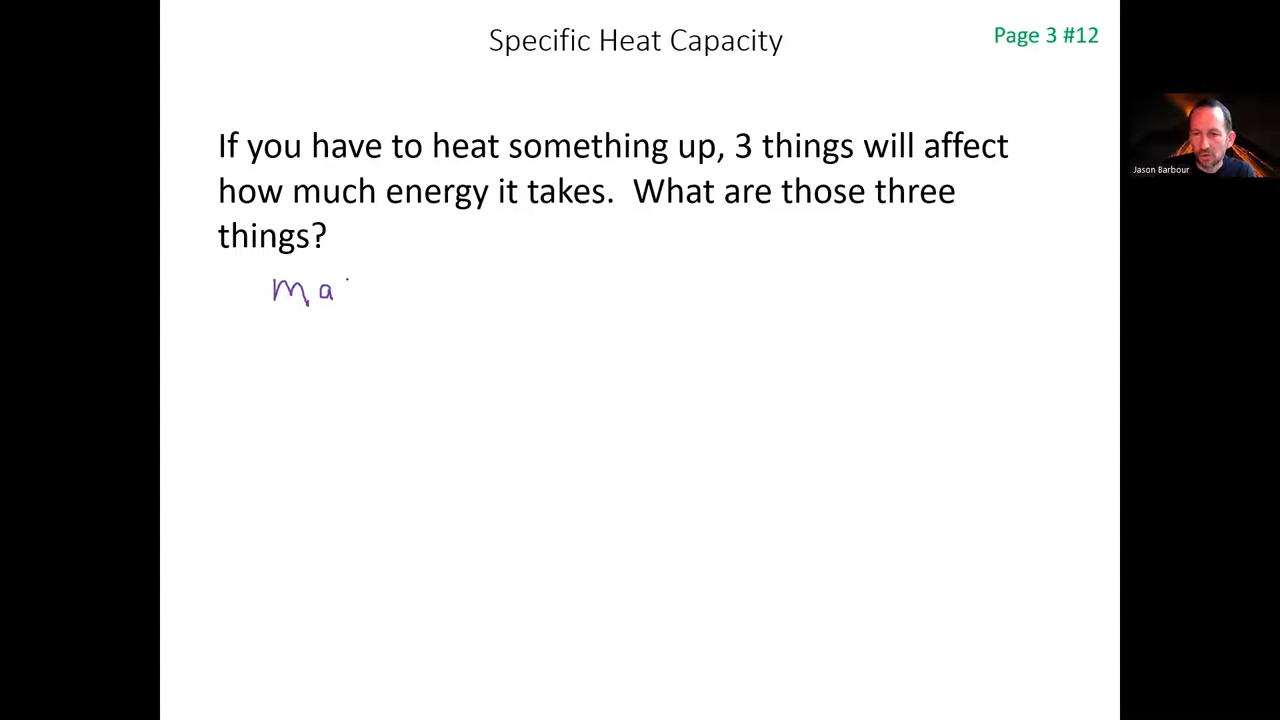 Specific Heat Capacity
Page 3 #12
If you have to heat something up, 3 things will affect
how much energy it takes. What are those three
things?
Ma
Jason Barbour